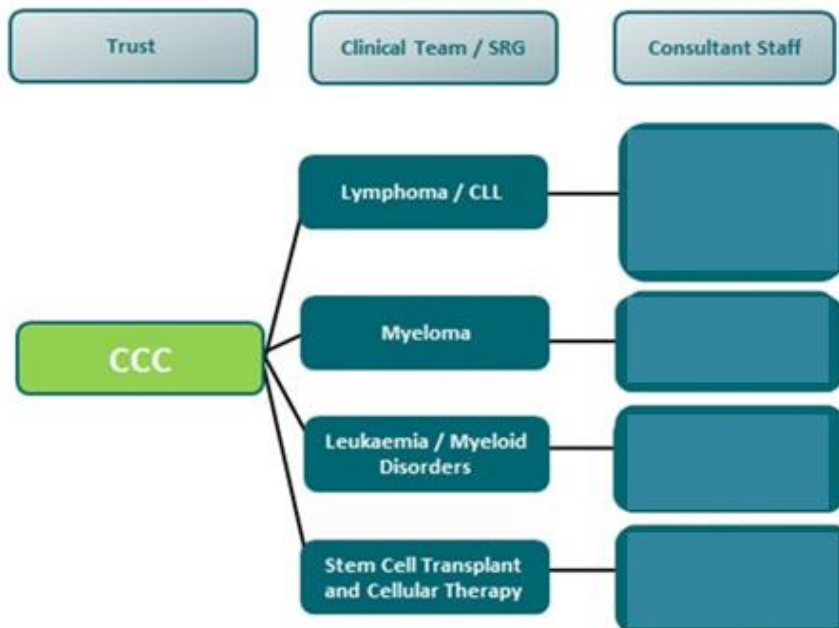 Trust
Clinical Team / SRG
Consultant Staff
Lymphoma / CLL
Myeloma
CCC
Leukaemia / Myeloid
Disorders
Stem Cell Transplant
and Cellular Therapy